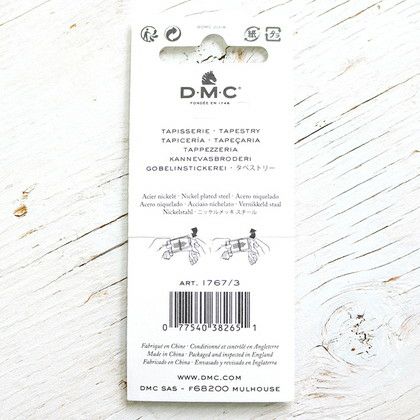 紙
タグ
D·M·C
FONDÉE EN 1746
TAPISSERIE · TAPESTRY
TAPICERÍA · TAPEÇARIA
TAPPEZZERIA
KANNEVASBRODERI
GOBELINSTICKEREI · タペストリー
Acier nickelé · Nickel plated steel · Acero niquelado
Acero niquelado · Acciaio nichelato · Vernikkeld staal
Nickelstahl · ニッケルメッキ スチール
ART. 1767/3
0 77540 38265 1
Fabriqué en Chine · Conditionné et contrôlé en Angleterre
Made in China · Packaged and inspected in England
Fabricado en China · Envasado y revisado en Inglaterra
WWW.DMC.COM
DMC SAS - F68200 MULHOUSE